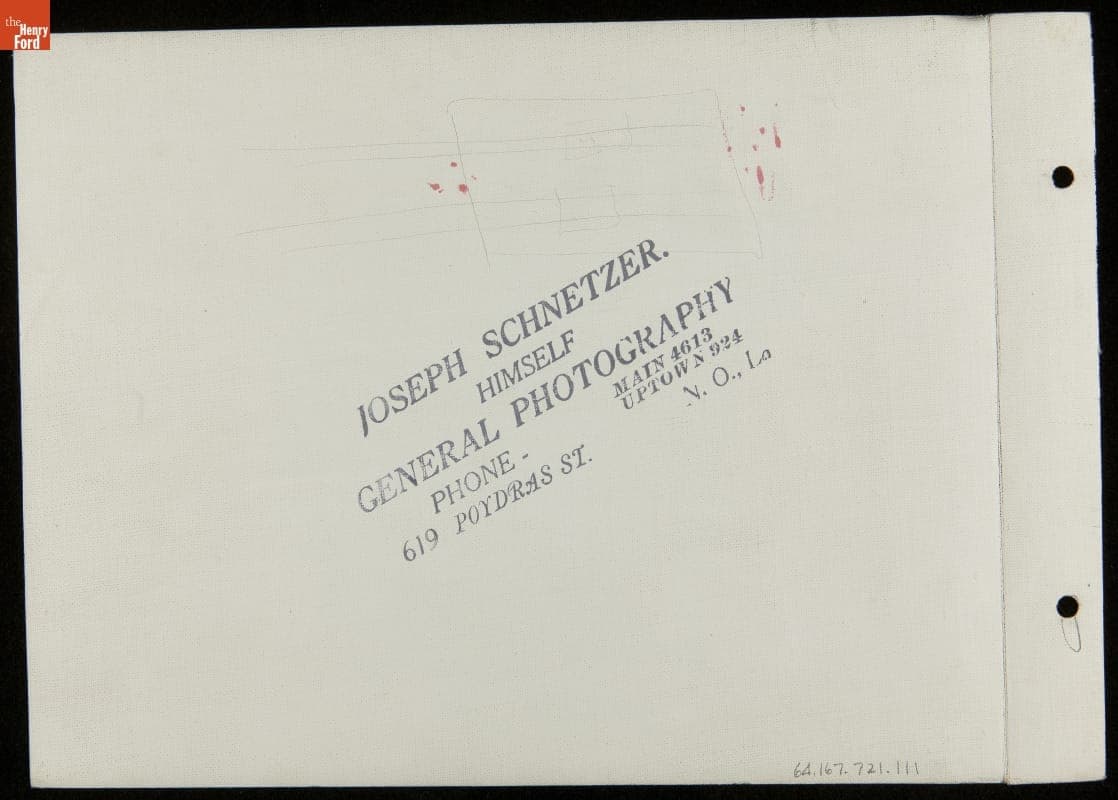 the
Henry
Ford
JOSEPH SCHNETZER.
HIMSELF
GENERAL PHOTOGRAPHY
PHONE - MAIN 4613
UPTOWN 924
619 POYDRAS ST. N. O., La
64.167.721.111